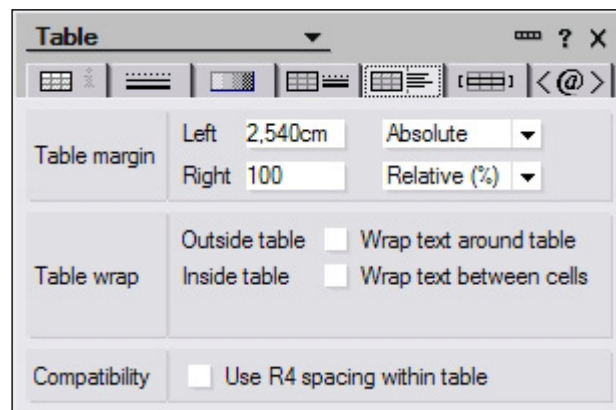 Table ?
<@>
Table margin
Left 2,540cm Absolute
Right 100 Relative (%)
Table wrap
Outside table Wrap text around table
Inside table Wrap text between cells
Compatibility Use R4 spacing within table